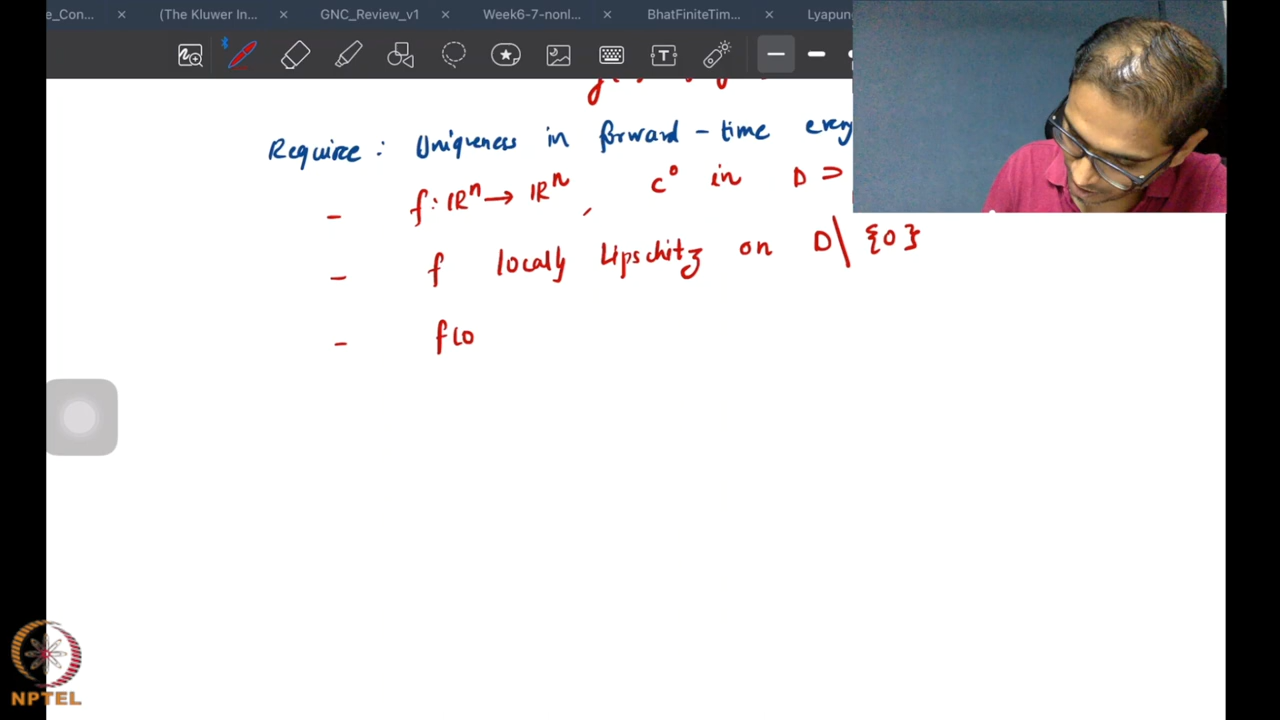 e_Con... × (The Kluwer In... × GNC_Review_v1 × Week6-7-nonl... × BhatFiniteTim... × Lyapun
Require : Uniqueness in forward - time every
- f : ℝⁿ → ℝⁿ , C⁰ in D ⊃
- f locally Lipschitz on D \ {0}
- f(0
NPTEL